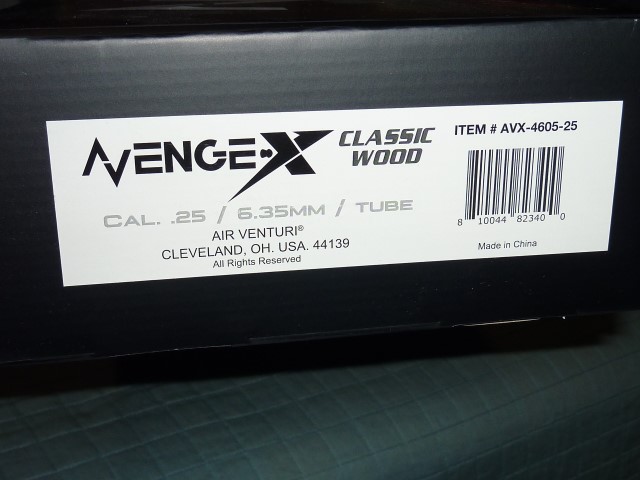 AVENGE-X CLASSIC WOOD
ITEM # AVX-4605-25
CAL. .25 / 6.35MM / TUBE
AIR VENTURI®
CLEVELAND, OH. USA. 44139
All Rights Reserved
8 10044 82340 0
Made in China